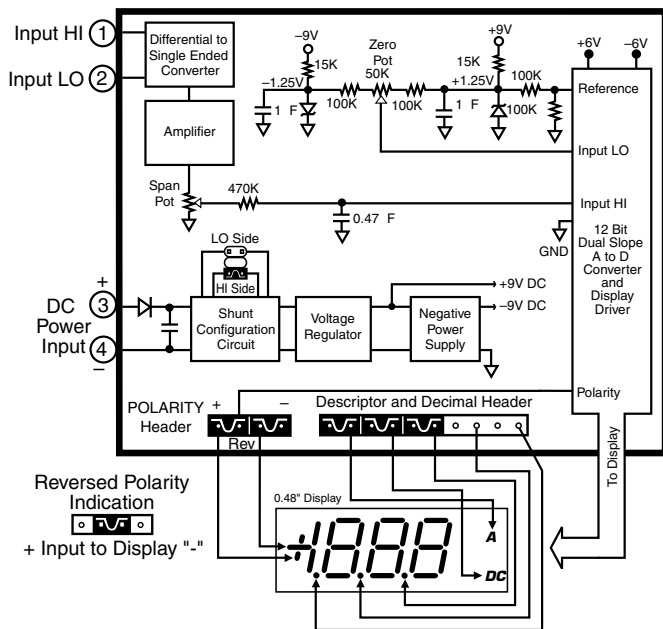 Input HI 1
Input LO 2
Differential to
Single Ended
Converter
Amplifier
Span
Pot
470K
0.47 F
–9V
15K
–1.25V
1 F
100K
Zero
Pot
50K
100K
+1.25V
1 F
+9V
15K
100K
100K
+6V
–6V
Reference
Input LO
Input HI
GND
12 Bit
Dual Slope
A to D
Converter
and
Display
Driver
Polarity
To Display
LO Side
HI Side
+
3
DC
Power
Input
4
–
Shunt
Configuration
Circuit
Voltage
Regulator
Negative
Power
Supply
+9V DC
–9V DC
POLARITY
Header
+
–
Rev
Descriptor and Decimal Header
Reversed Polarity
Indication
+ Input to Display "-"
0.48" Display
1888
A
DC